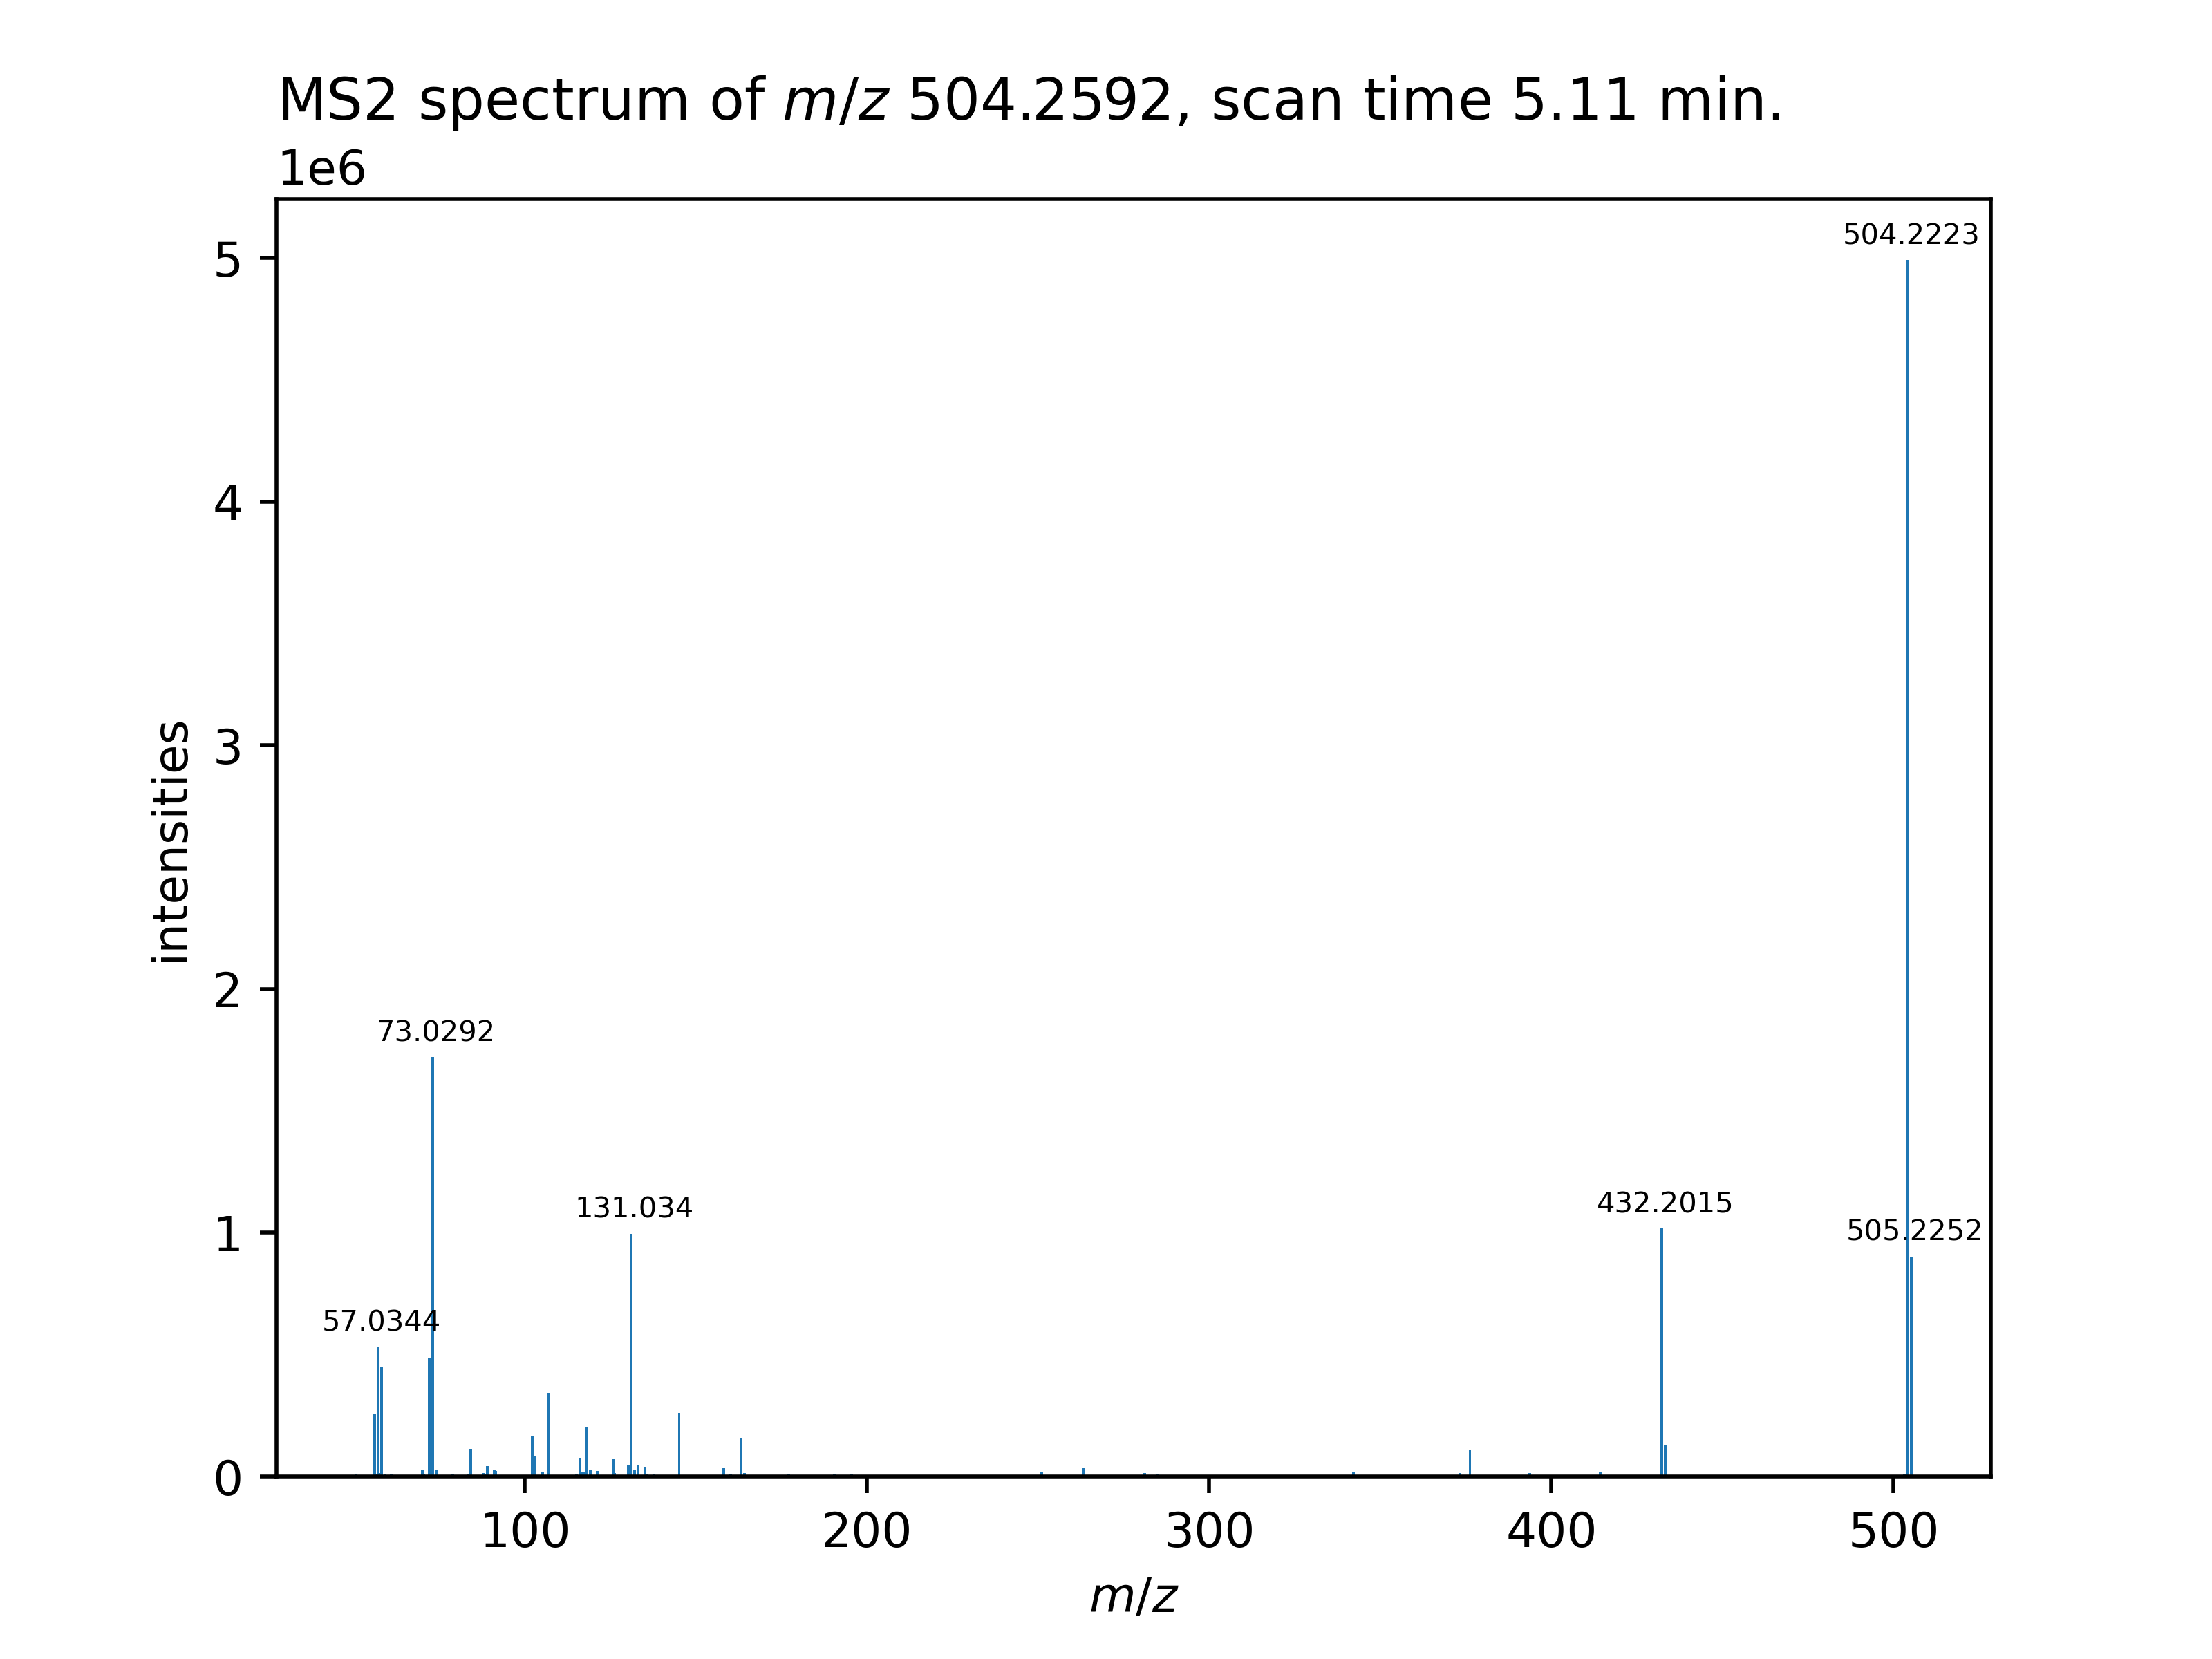 MS2 spectrum of m/z 504.2592, scan time 5.11 min.
1e6
504.2223
5
4
3
73.0292
2
131.034
432.2015
505.2252
1
57.0344
0
intensities
100 200 300 400 500
m/z